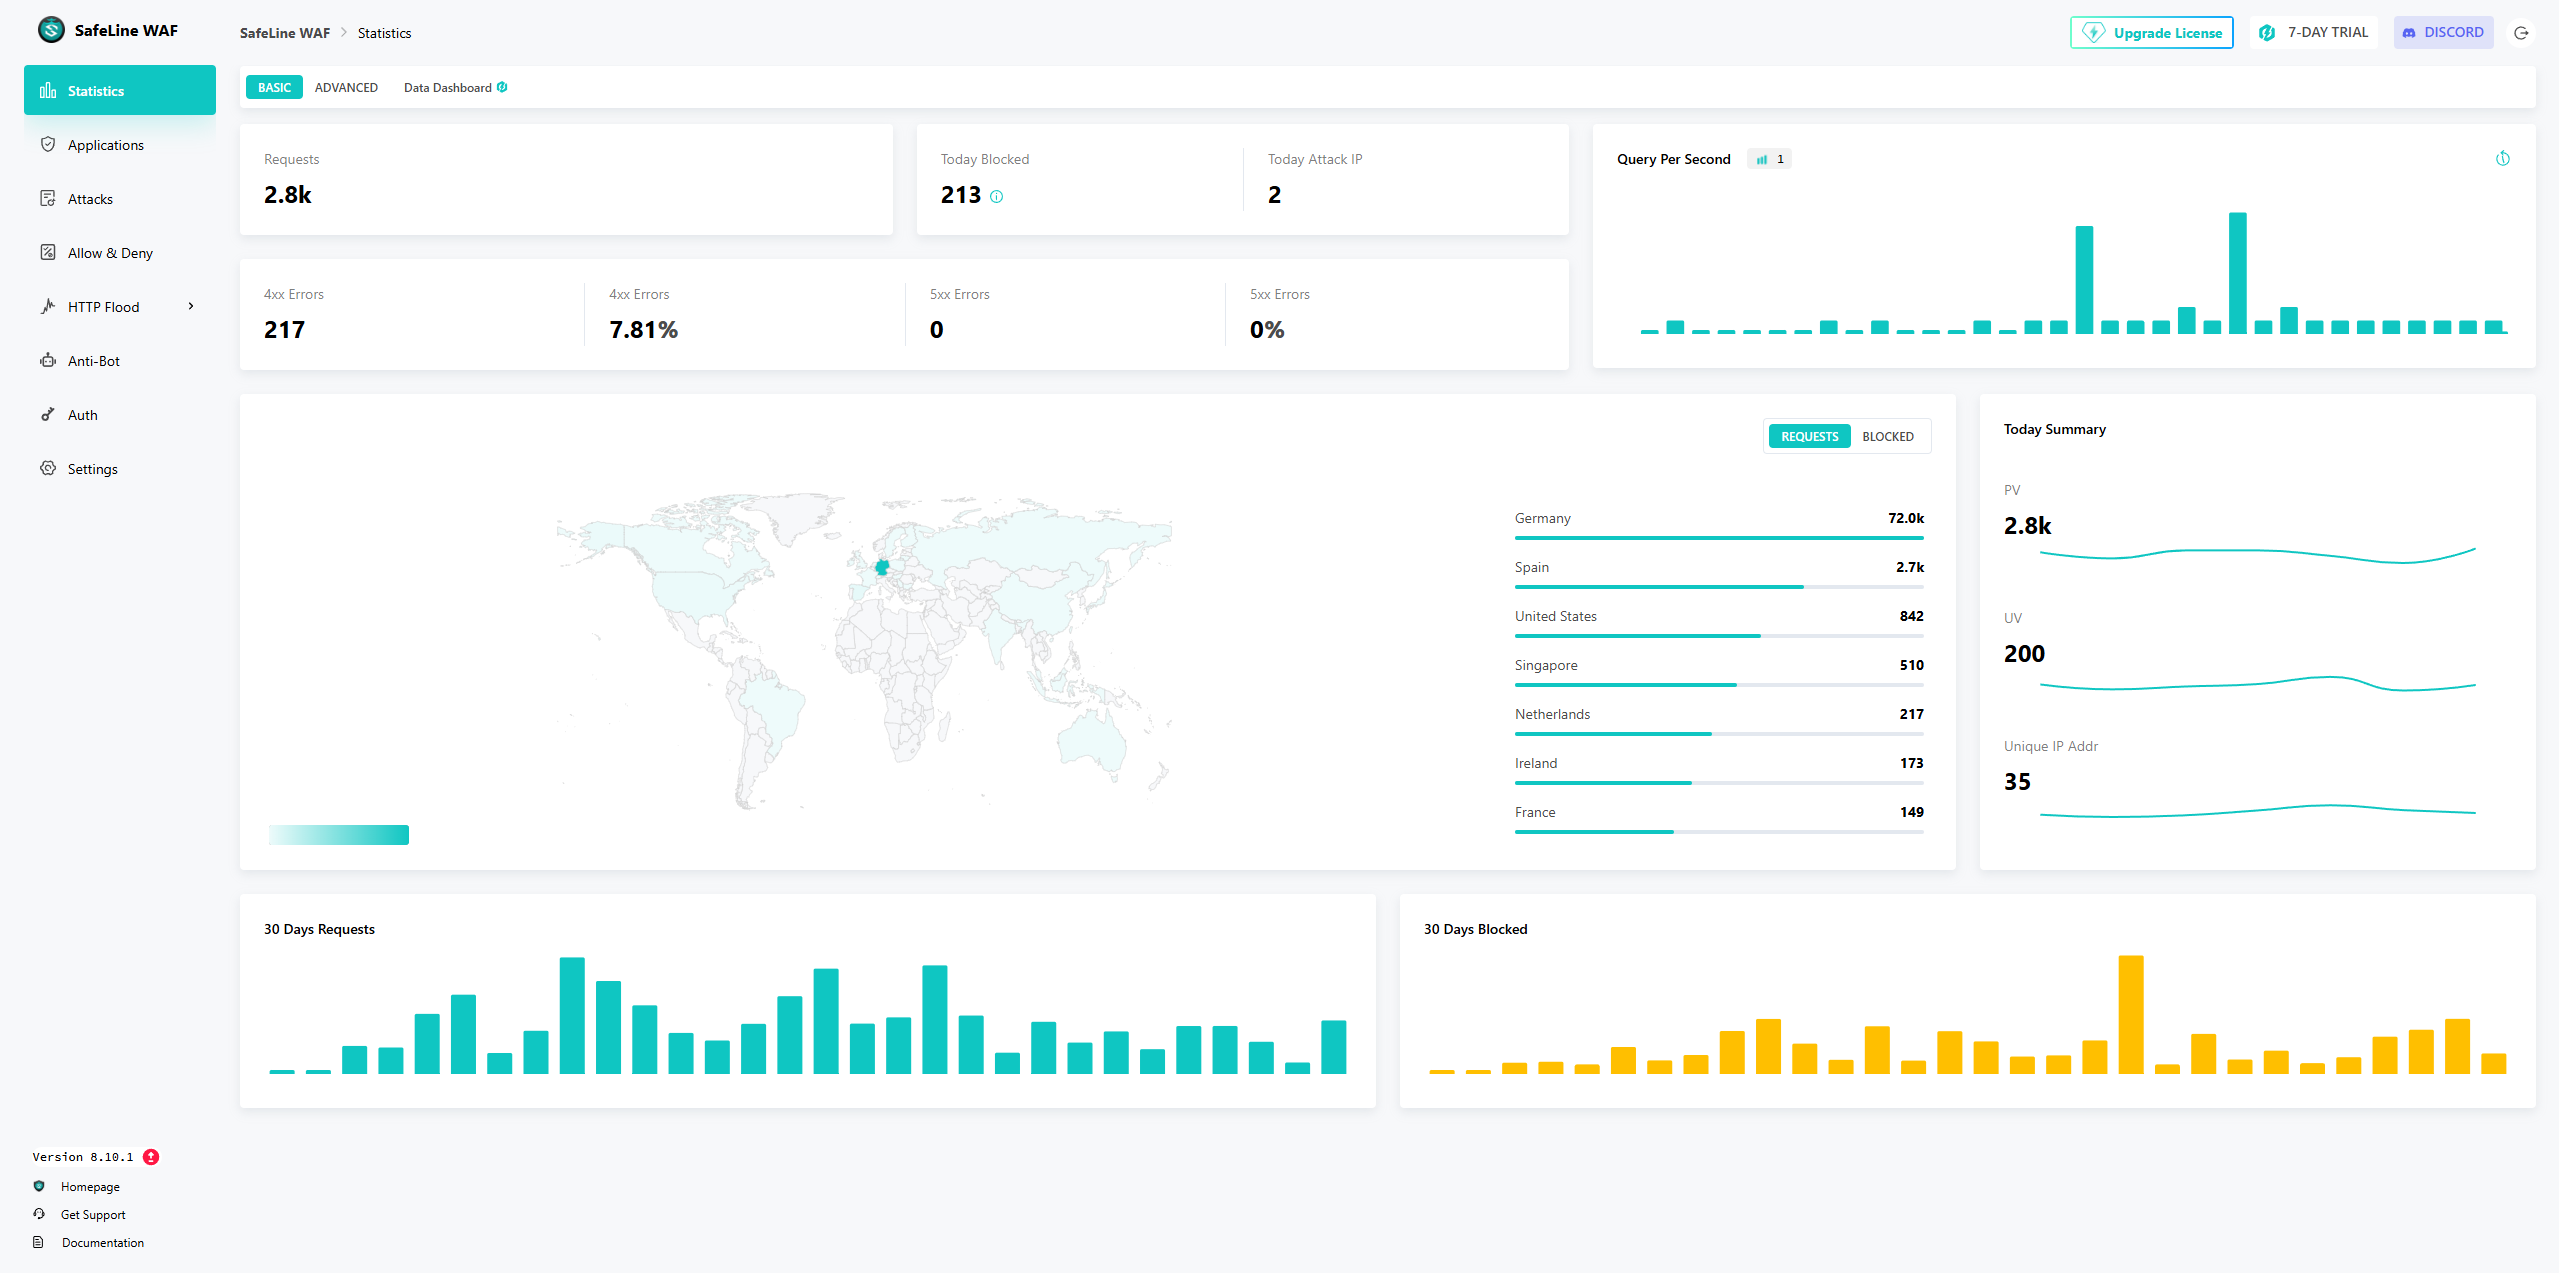 SafeLine WAF
SafeLine WAF > Statistics
Upgrade License
7-DAY TRIAL
DISCORD
Statistics
Applications
Attacks
Allow & Deny
HTTP Flood
Anti-Bot
Auth
Settings
BASIC ADVANCED Data Dashboard
Requests
2.8k
Today Blocked
213
Today Attack IP
2
Query Per Second 1
4xx Errors
217
4xx Errors
7.81%
5xx Errors
0
5xx Errors
0%
REQUESTS BLOCKED
Germany 72.0k
Spain 2.7k
United States 842
Singapore 510
Netherlands 217
Ireland 173
France 149
Today Summary
PV
2.8k
UV
200
Unique IP Addr
35
30 Days Requests
30 Days Blocked
Version 8.10.1
Homepage
Get Support
Documentation